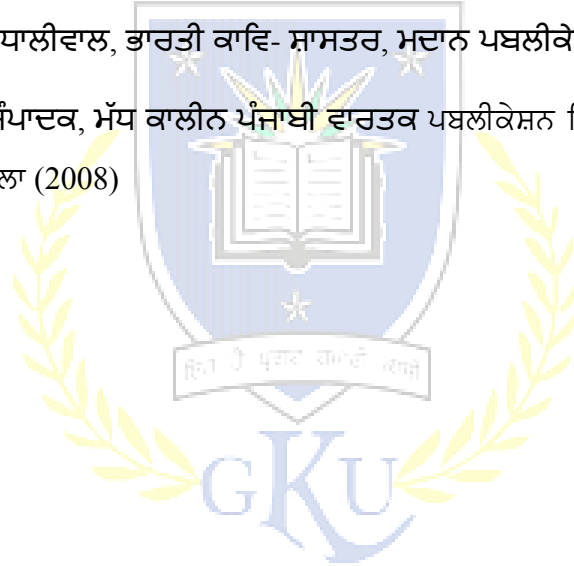 ਧਾਲੀਵਾਲ, ਭਾਰਤੀ ਕਾਵਿ- ਸ਼ਾਸਤਰ, ਮਦਾਨ ਪਬਲੀਕੇ
ੰਪਾਦਕ, ਮੱਧ ਕਾਲੀਨ ਪੰਜਾਬੀ ਵਾਰਤਕ ਪਬਲੀਕੇਸ਼ਨ
ਲਾ (2008)
GKU